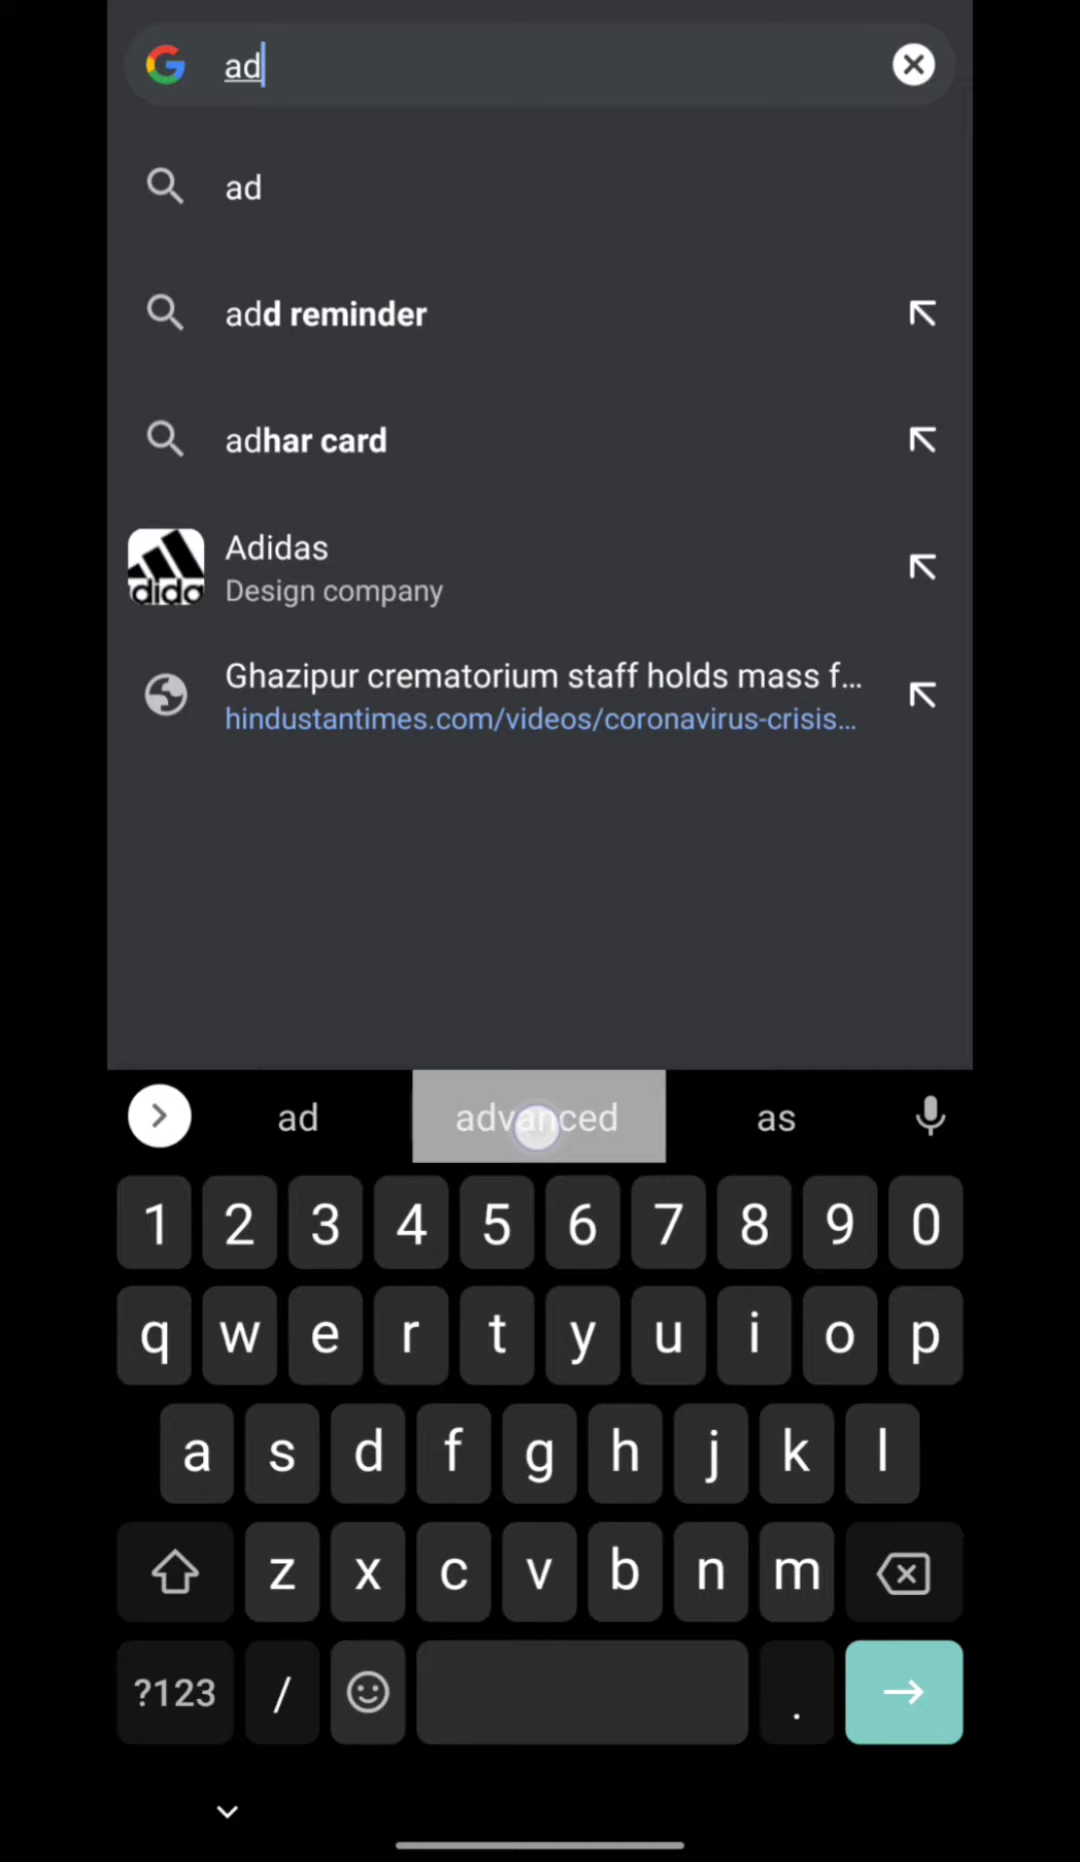 ad
ad
add reminder
adhar card
Adidas
Design company
Ghazipur crematorium staff holds mass f...
hindustantimes.com/videos/coronavirus-crisis...
ad advanced as
1 2 3 4 5 6 7 8 9 0
q w e r t y u i o p
a s d f g h j k l
z x c v b n m
?123 / .